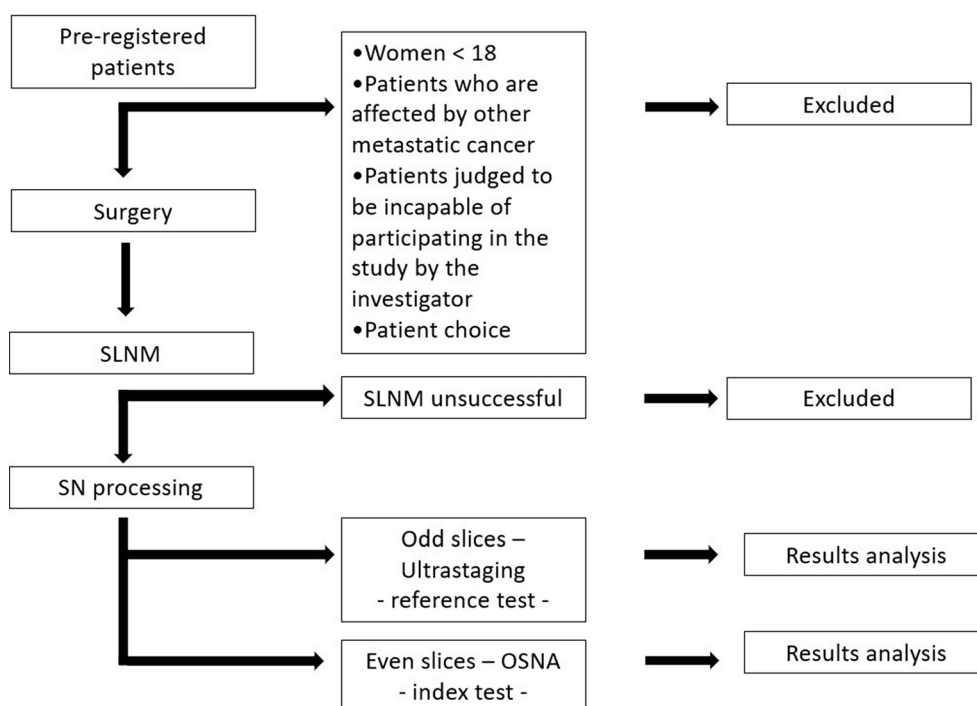 Pre-registered
patients
•Women < 18
•Patients who are
affected by other
metastatic cancer
•Patients judged to
be incapable of
participating in the
study by the
investigator
•Patient choice
Excluded
Surgery
SLNM
SLNM unsuccessful
Excluded
SN processing
Odd slices –
Ultrastaging
- reference test -
Results analysis
Even slices – OSNA
- index test -
Results analysis